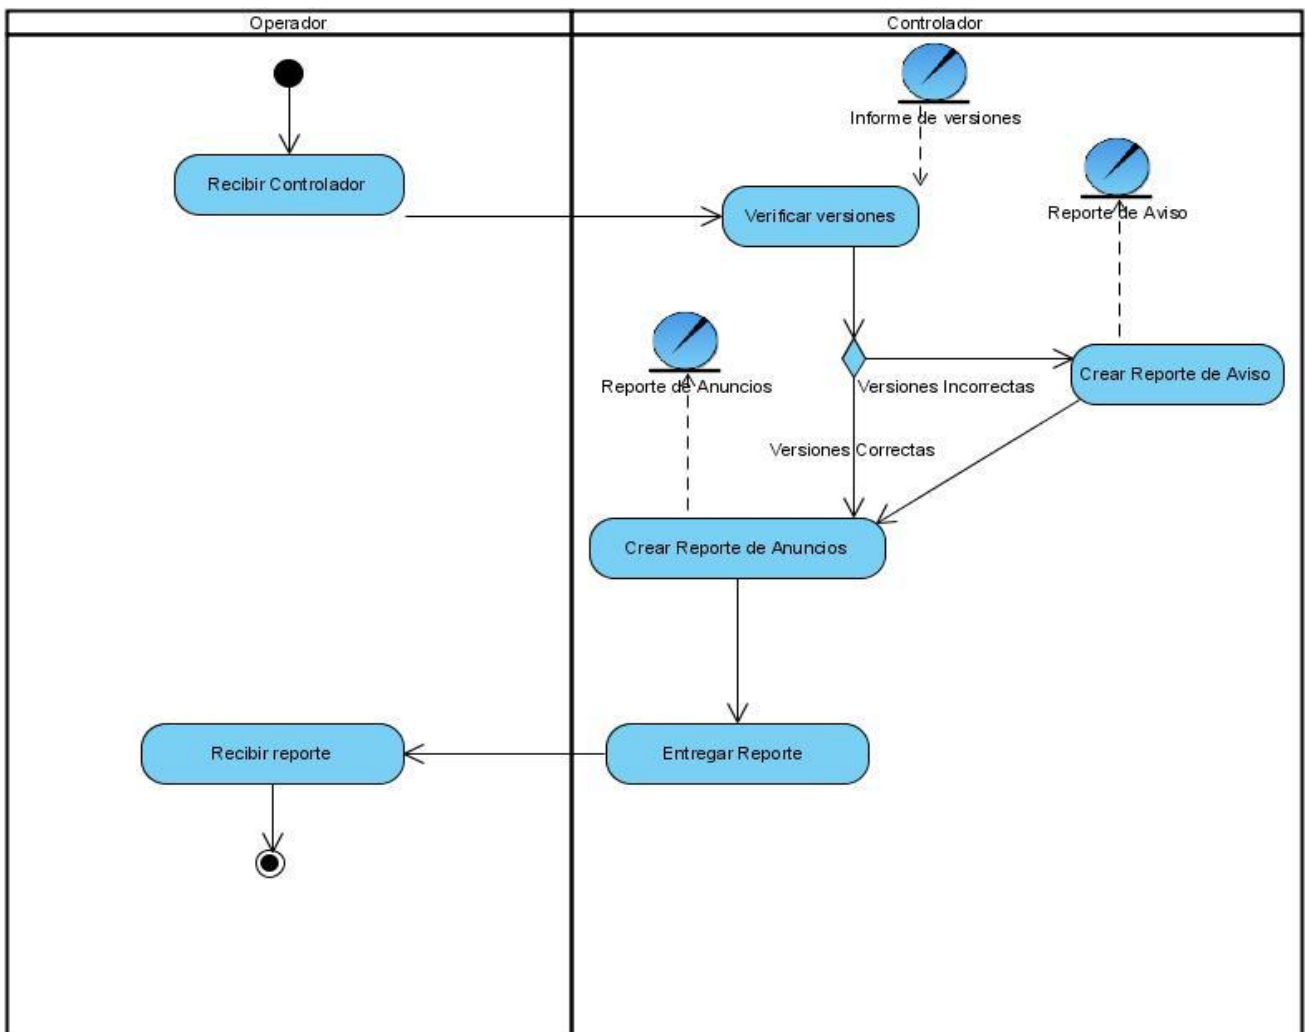 Operador
Controlador
Informe de versiones
Recibir Controlador
Verificar versiones
Reporte de Aviso
Reporte de Anuncios
Versiones Incorrectas
Crear Reporte de Aviso
Versiones Correctas
Crear Reporte de Anuncios
Recibir reporte
Entregar Reporte